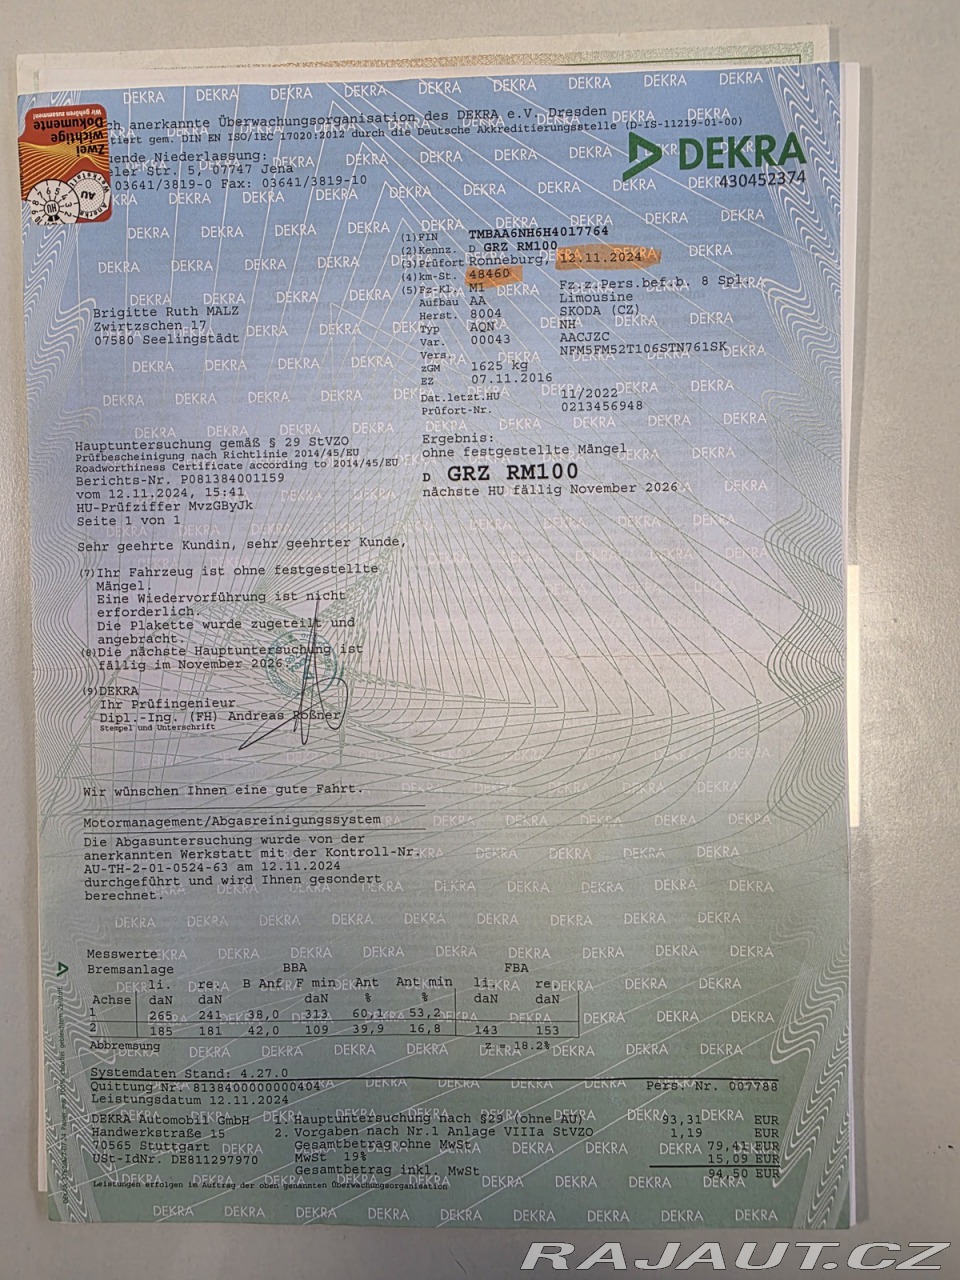 anerkannte Überwachungsorganisation des DEKRA e.V. Dresden
gem. DIN EN ISO/IEC 17020:2012 durch die Deutsche Akkreditierungsstelle (D-IS-11219-01-00)
Niederlassung:
Str. 5, 07747 Jena
03641/3819-0 Fax: 03641/3819-10
Zwei
wichtige
Dokumente
Wir gehören zusammen!
AU
HU
DEKRA
430452374
(1) FIN TMBAA6NH6H4017764
(2) Kennz. D GRZ RM100
(3) Prüfort Ronneburg, 12.11.2024
(4) km-St. 48460
(5) Fz-Kl. M1 Fz.z.Pers.bef.b. 8 Spl.
Aufbau AA Limousine
Herst. 8004 SKODA (CZ)
Typ AQN NH
Var. 00043 AACJZC
Vers. NFM5FM52T106STN761SK
zGM 1625 kg
EZ 07.11.2016
Dat.letzt.HU 11/2022
Prüfort-Nr. 0213456948
Brigitte Ruth MALZ
Zwirtzschen 17
07580 Seelingstädt
Hauptuntersuchung gemäß § 29 StVZO
Prüfbescheinigung nach Richtlinie 2014/45/EU
Roadworthiness Certificate according to 2014/45/EU
Berichts-Nr. P081384001159
vom 12.11.2024, 15:41
HU-Prüfziffer MvzGByJk
Seite 1 von 1
Ergebnis:
ohne festgestellte Mängel
D GRZ RM100
nächste HU fällig November 2026
Sehr geehrte Kundin, sehr geehrter Kunde,
(7) Ihr Fahrzeug ist ohne festgestellte
Mängel.
Eine Wiedervorführung ist nicht
erforderlich.
Die Plakette wurde zugeteilt und
angebracht.
(8) Die nächste Hauptuntersuchung ist
fällig im November 2026.
(9) DEKRA
Ihr Prüfingenieur
Dipl.-Ing. (FH) Andreas Roßner
Stempel und Unterschrift
Wir wünschen Ihnen eine gute Fahrt.
Motormanagement/Abgasreinigungssystem
Die Abgasuntersuchung wurde von der
anerkannten Werkstatt mit der Kontroll-Nr.
AU-TH-2-01-0524-63 am 12.11.2024
durchgeführt und wird Ihnen gesondert
berechnet.
Messwerte
Bremsanlage BBA FBA
li. re. B Anf. F min Ant Ant min li. re.
Achse daN daN daN % % daN daN
1 265 241 38,0 313 60,1 53,2
2 185 181 42,0 109 39,9 16,8 143 153
Abbremsung z = 18.2%
Systemdaten Stand: 4.27.0
Quittung Nr. 8138400000000404 Pers. Nr. 007788
Leistungsdatum 12.11.2024
DEKRA Automobil GmbH 1. Hauptuntersuchung nach §29 (ohne AU) 93,31 EUR
Handwerkstraße 15 2. Vorgaben nach Nr.1 Anlage VIIIa StVZO 1,19 EUR
70565 Stuttgart Gesamtbetrag ohne MwSt. 79,41 EUR
USt-IdNr. DE811297970 MwSt 19% 15,09 EUR
Gesamtbetrag inkl. MwSt 94,50 EUR
Leistungen erfolgen im Auftrag der oben genannten Überwachungsorganisation
RAJAUT.CZ